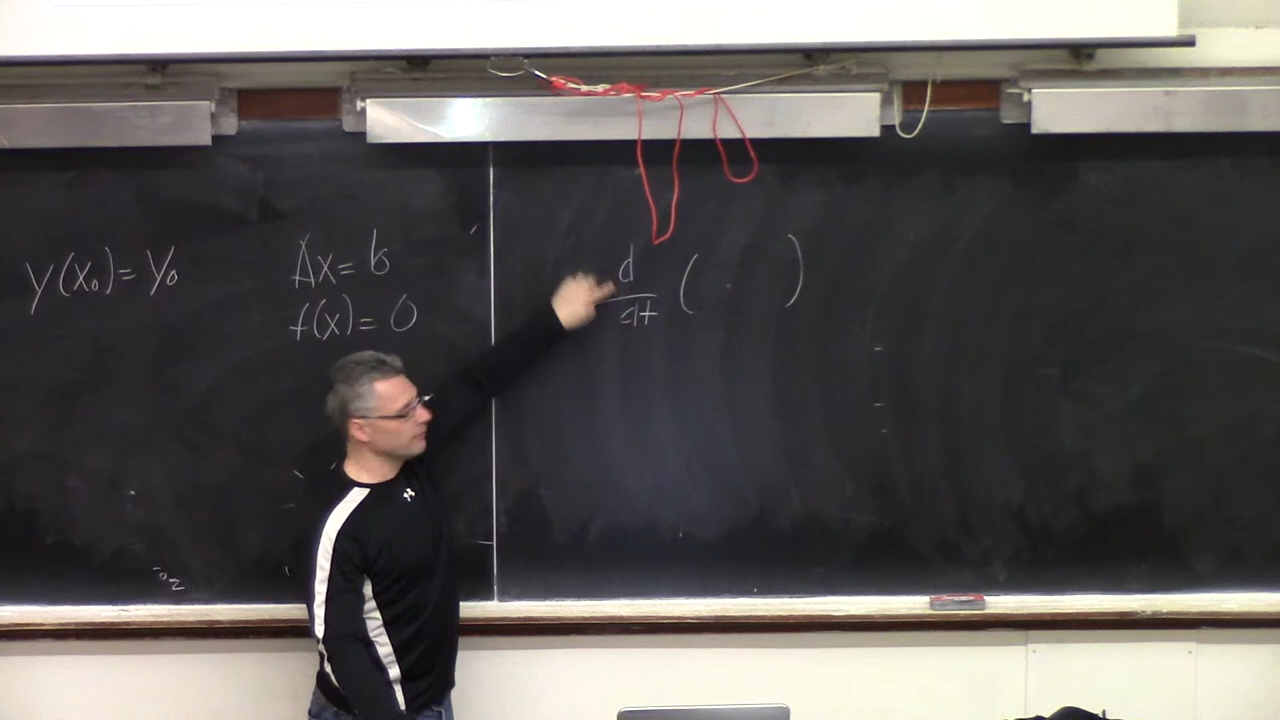 y(x₀) = y₀
Ax = b
f(x) = 0
d/dt (  )